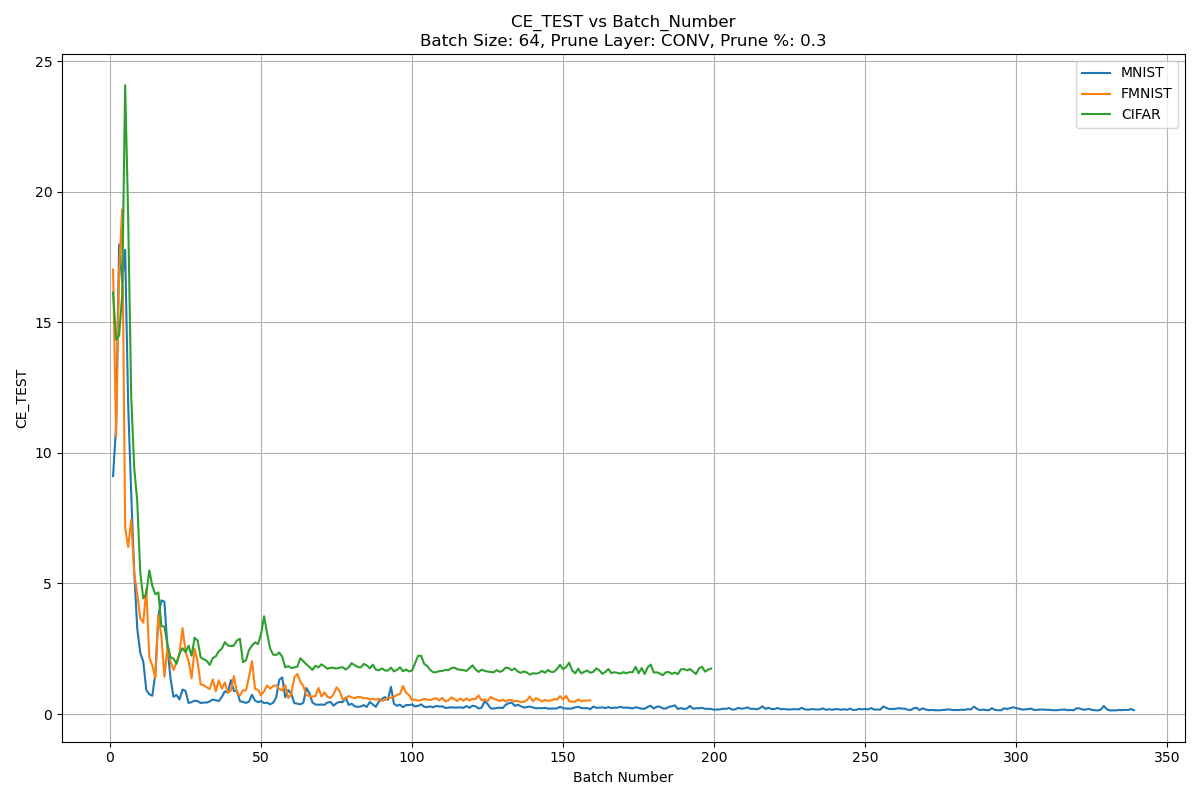 CE_TEST vs Batch_Number
Batch Size: 64, Prune Layer: CONV, Prune %: 0.3
25
20
15
10
5
0
CE_TEST
MNIST
FMNIST
CIFAR
0 50 100 150 200 250 300 350
Batch Number